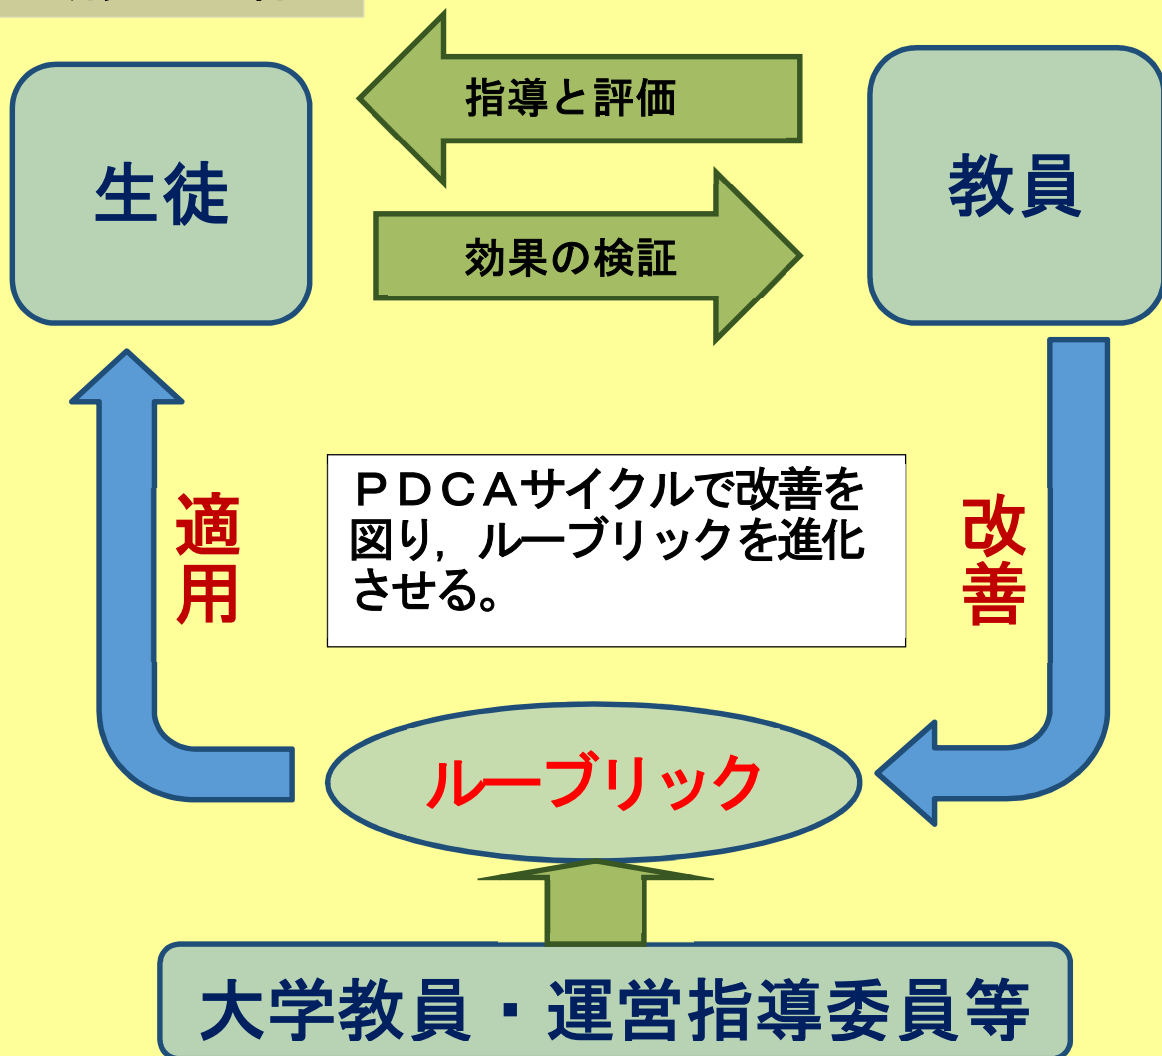 指導と評価
生徒
教員
効果の検証
適用
ＰＤＣＡサイクルで改善を
図り，ルーブリックを進化
させる。
改善
ルーブリック
大学教員・運営指導委員等